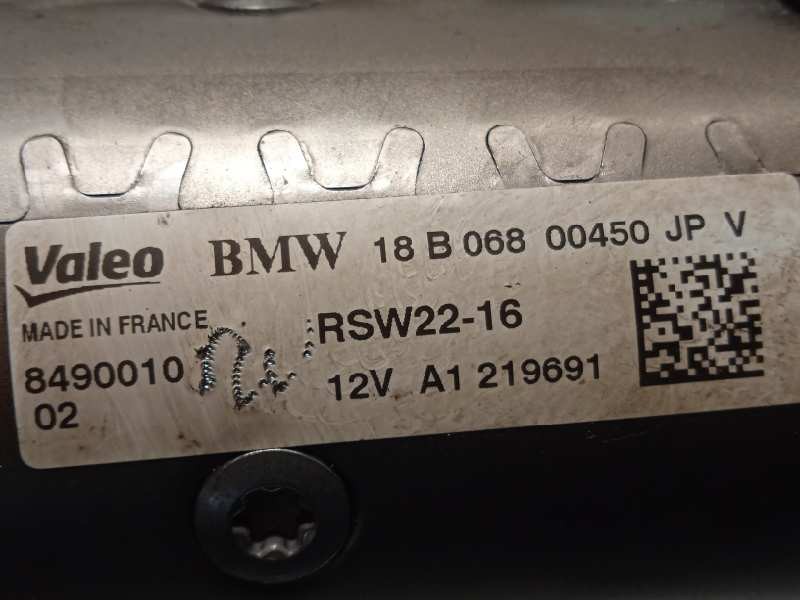 Valeo BMW 18 B 068 00450 JP V
MADE IN FRANCE RSW22-16
8490010 12V A1 219691
02